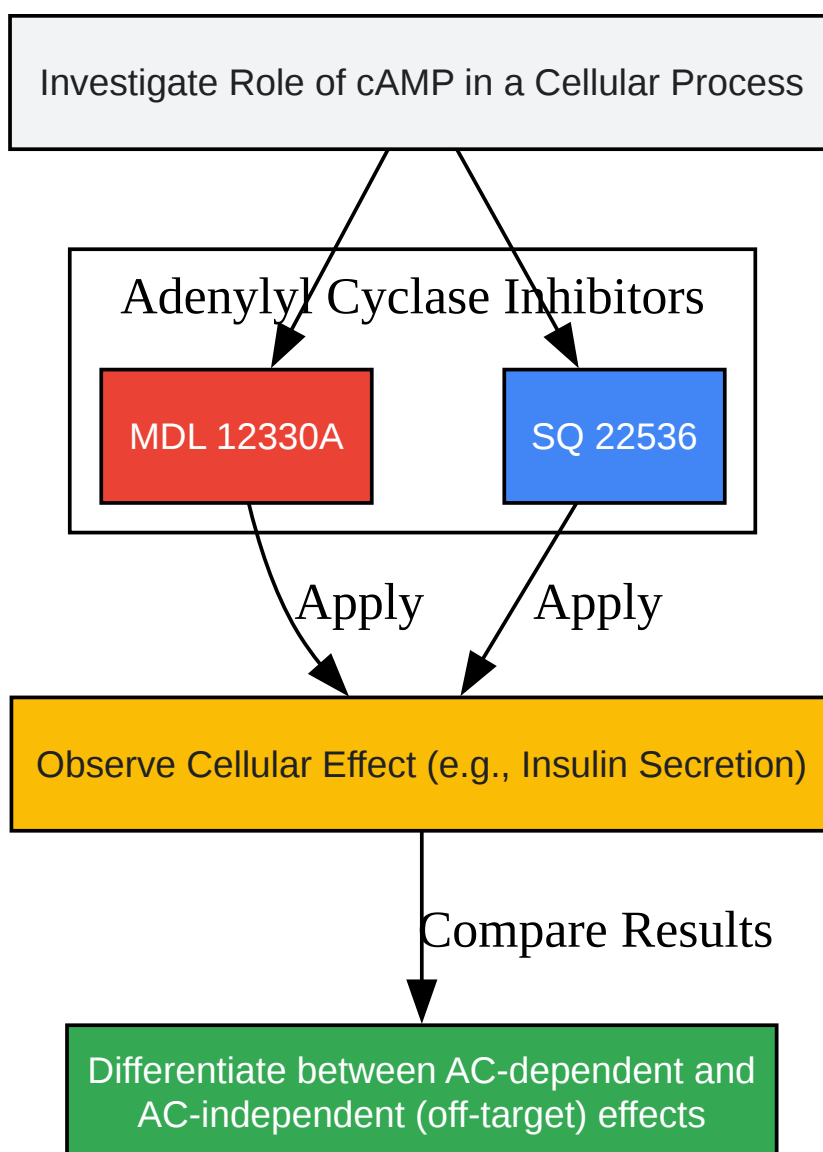 Investigate Role of cAMP in a Cellular Process
Adenylyl Cyclase Inhibitors
MDL 12330A
SQ 22536
Apply
Apply
Observe Cellular Effect (e.g., Insulin Secretion)
Compare Results
Differentiate between AC-dependent and
AC-independent (off-target) effects